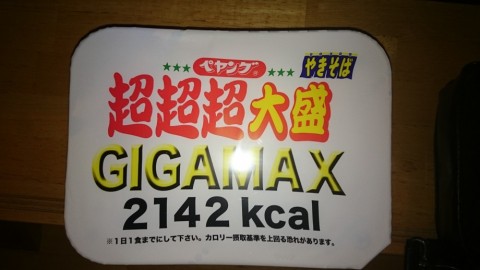 ペヤング®
やきそば
超超超大盛
GIGAMAX
2142 kcal
※1日1食までにして下さい。カロリー摂取基準を上回る恐れがあります。